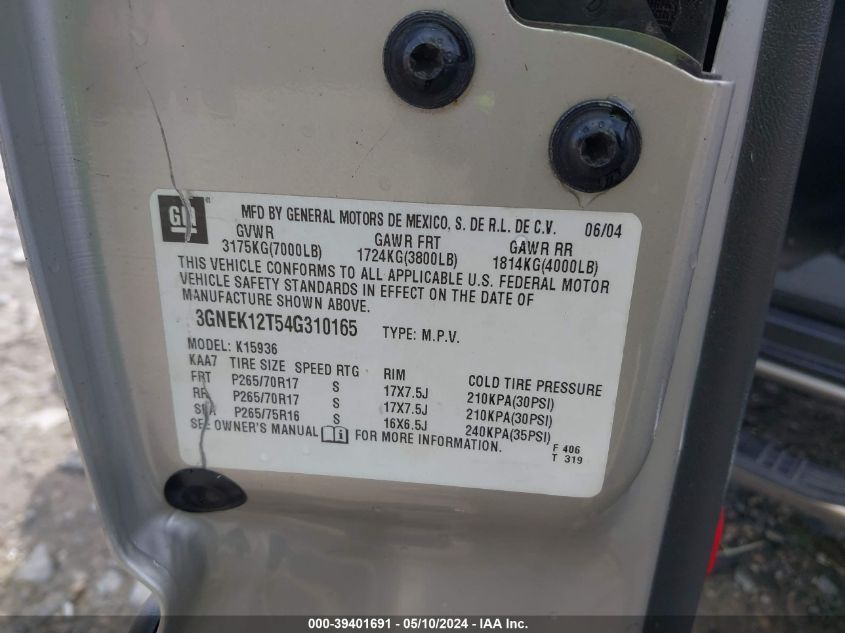 GM ®
MFD BY GENERAL MOTORS DE MEXICO, S. DE R.L. DE C.V. 06/04
GVWR GAWR FRT GAWR RR
3175KG(7000LB) 1724KG(3800LB) 1814KG(4000LB)
THIS VEHICLE CONFORMS TO ALL APPLICABLE U.S. FEDERAL MOTOR
VEHICLE SAFETY STANDARDS IN EFFECT ON THE DATE OF
MANUFACTURE SHOWN ABOVE.
3GNEK12T54G310165 TYPE: M.P.V.
MODEL: K15936
KAA7 TIRE SIZE SPEED RTG RIM COLD TIRE PRESSURE
FRT P265/70R17 S 17X7.5J 210KPA(30PSI)
RR P265/70R17 S 17X7.5J 210KPA(30PSI)
SPA P265/75R16 S 16X6.5J 240KPA(35PSI)
SEE OWNER'S MANUAL FOR MORE INFORMATION.
F 406
T 319
000-39401691 - 05/10/2024 - IAA Inc.